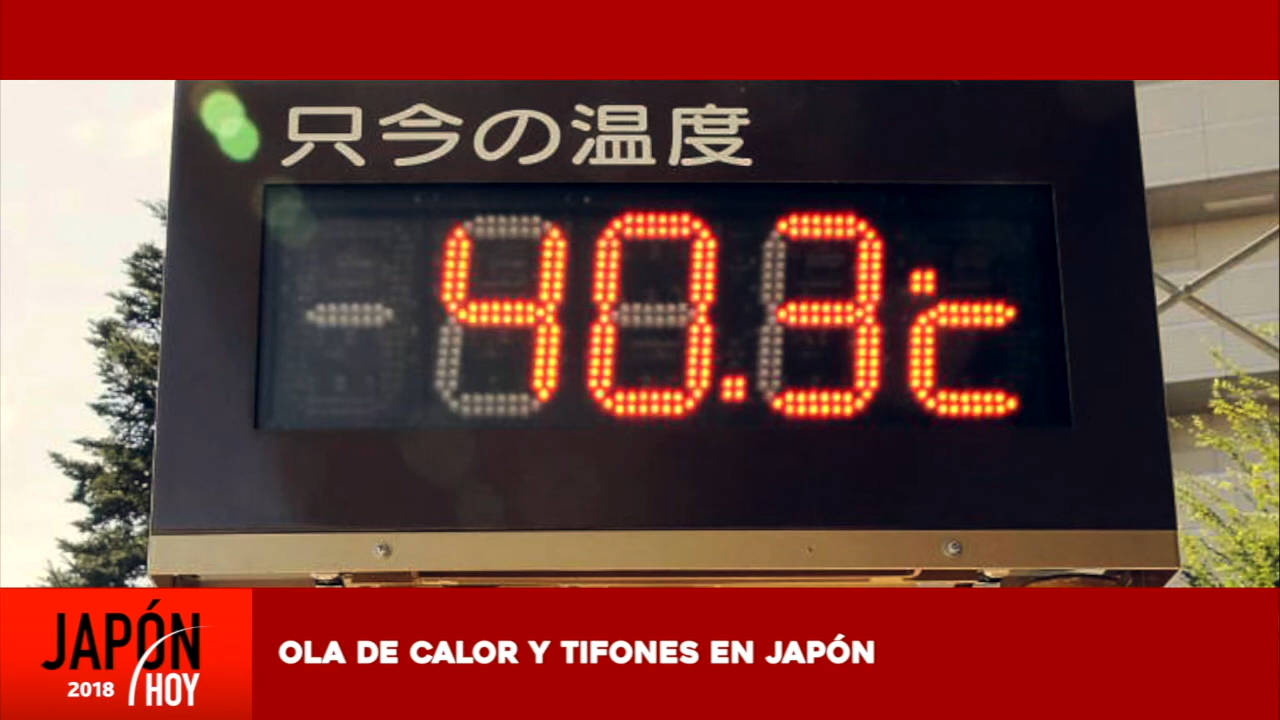 只今の温度
40.3℃
JAPÓN
2018 HOY
OLA DE CALOR Y TIFONES EN JAPÓN